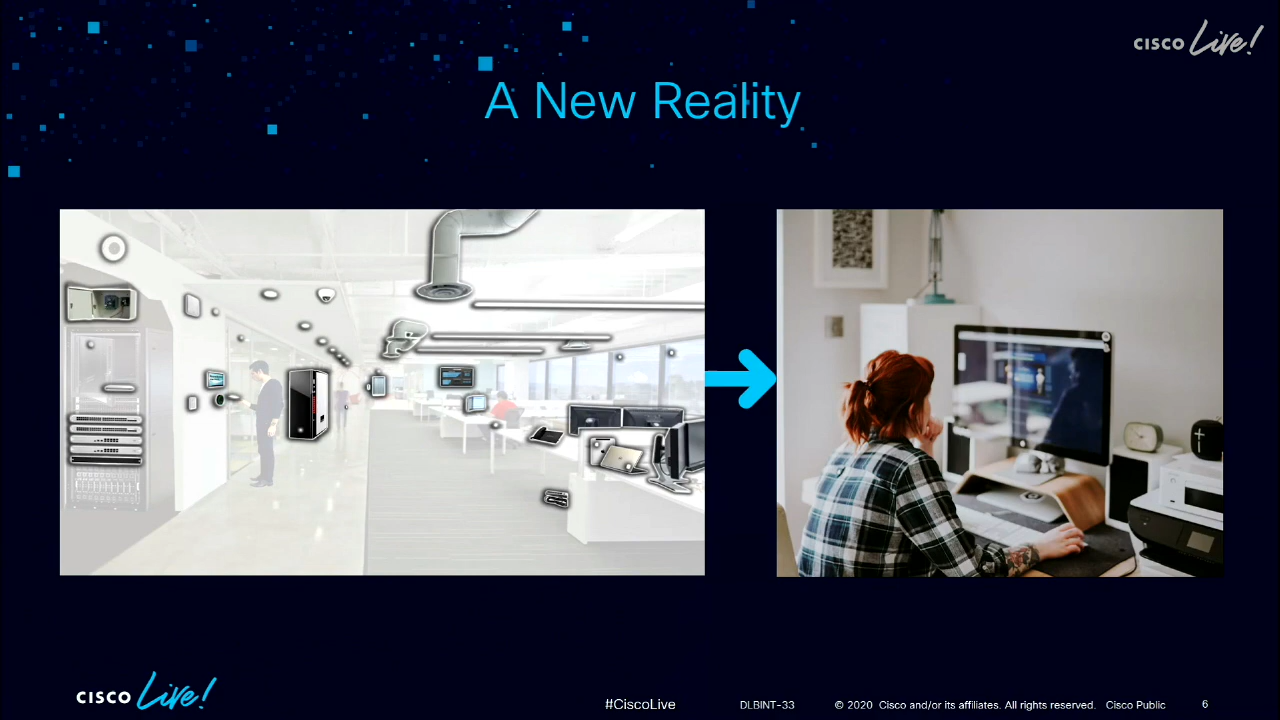 CISCO Live!
A New Reality
CISCO Live!
#CiscoLive
DLBINT-33
© 2020 Cisco and/or its affiliates. All rights reserved. Cisco Public
6